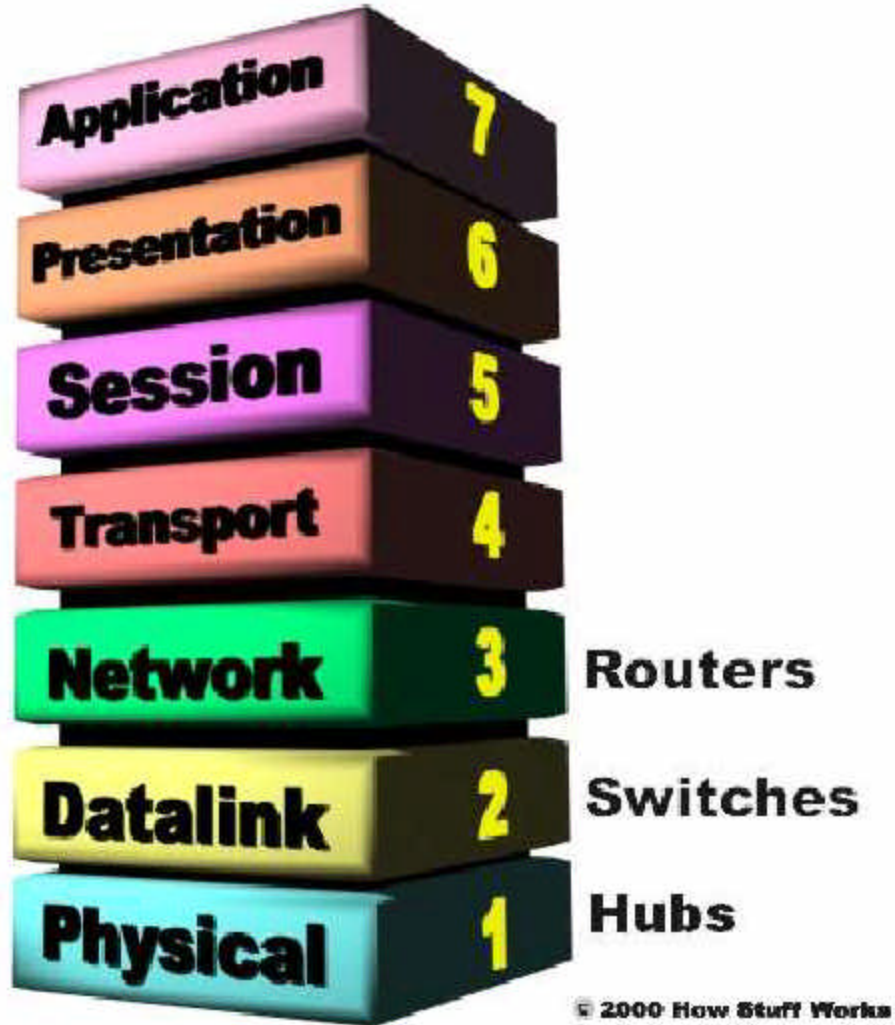 Application 7
Presentation 6
Session 5
Transport 4
Network 3 Routers
Datalink 2 Switches
Physical 1 Hubs
© 2000 How Stuff Works